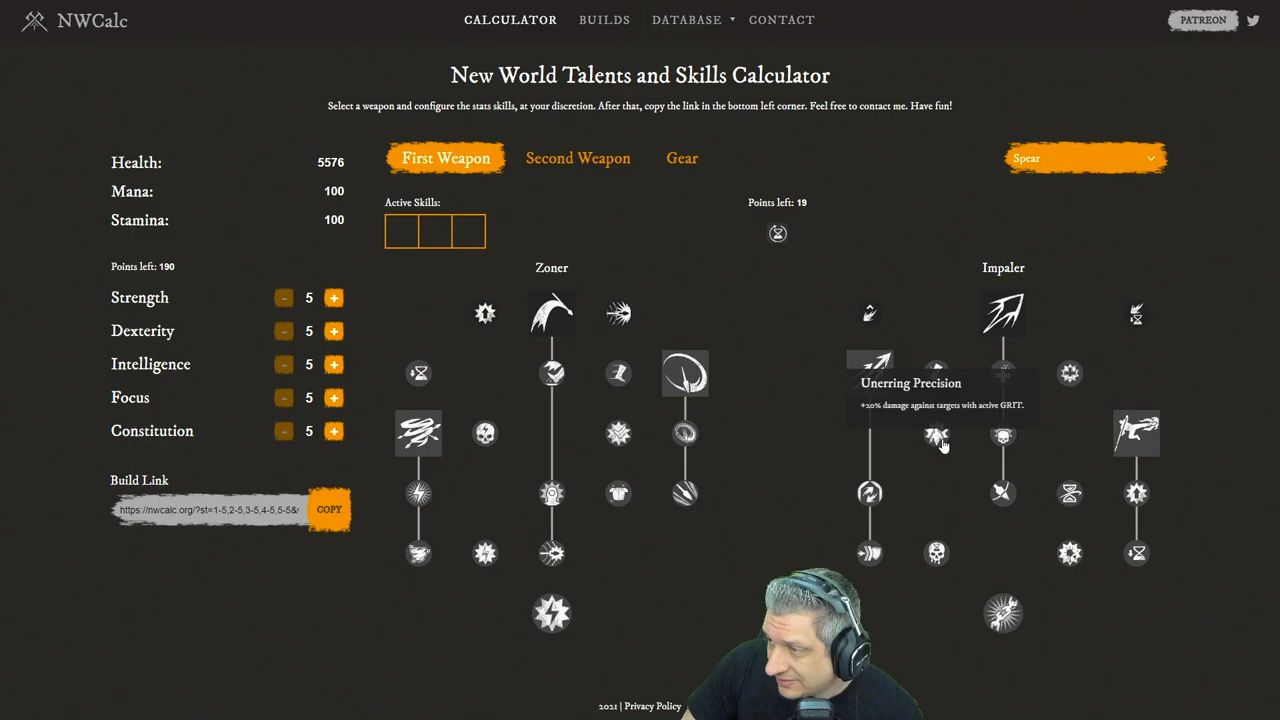 NWCalc
CALCULATOR BUILDS DATABASE CONTACT
PATREON
New World Talents and Skills Calculator
Select a weapon and configure the stats skills, at your discretion. After that, copy the link in the bottom left corner. Feel free to contact me. Have fun!
Health: 5576
Mana: 100
Stamina: 100
Points left: 190
Strength - 5 +
Dexterity - 5 +
Intelligence - 5 +
Focus - 5 +
Constitution - 5 +
Build Link
https://nwcalc.org/?st=1-5,2-5,3-5,4-5,5-5&
COPY
First Weapon Second Weapon Gear
Spear
Active Skills:
Points left: 19
Zoner
Impaler
Unerring Precision
+20% damage against targets with active GRIT.
2021 | Privacy Policy